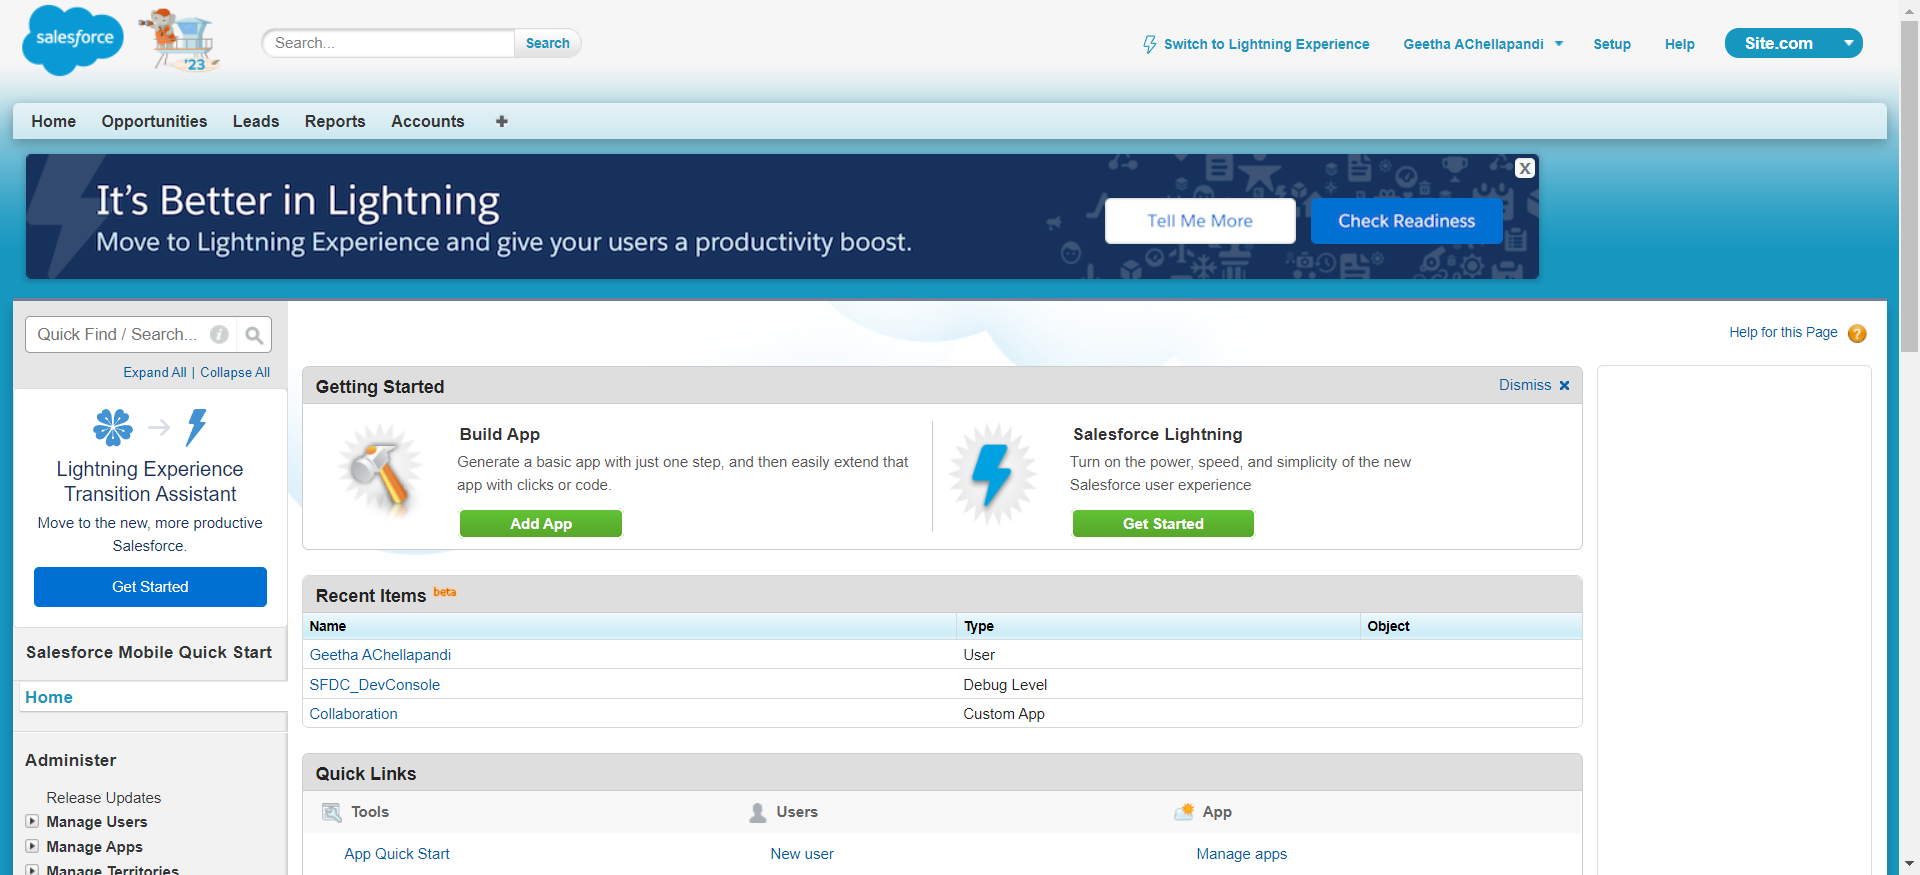 salesforce
'23
Search...
Search
Switch to Lightning Experience
Geetha AChellapandi
Setup
Help
Site.com
Home
Opportunities
Leads
Reports
Accounts
It's Better in Lightning
Move to Lightning Experience and give your users a productivity boost.
Tell Me More
Check Readiness
X
Quick Find / Search...
Expand All | Collapse All
Lightning Experience
Transition Assistant
Move to the new, more productive
Salesforce.
Get Started
Salesforce Mobile Quick Start
Home
Administer
Release Updates
Manage Users
Manage Apps
Manage Territories
Help for this Page ?
Getting Started
Dismiss
Build App
Generate a basic app with just one step, and then easily extend that
app with clicks or code.
Add App
Salesforce Lightning
Turn on the power, speed, and simplicity of the new
Salesforce user experience
Get Started
Recent Items beta
Name Type Object
Geetha AChellapandi User
SFDC_DevConsole Debug Level
Collaboration Custom App
Quick Links
Tools Users App
App Quick Start New user Manage apps